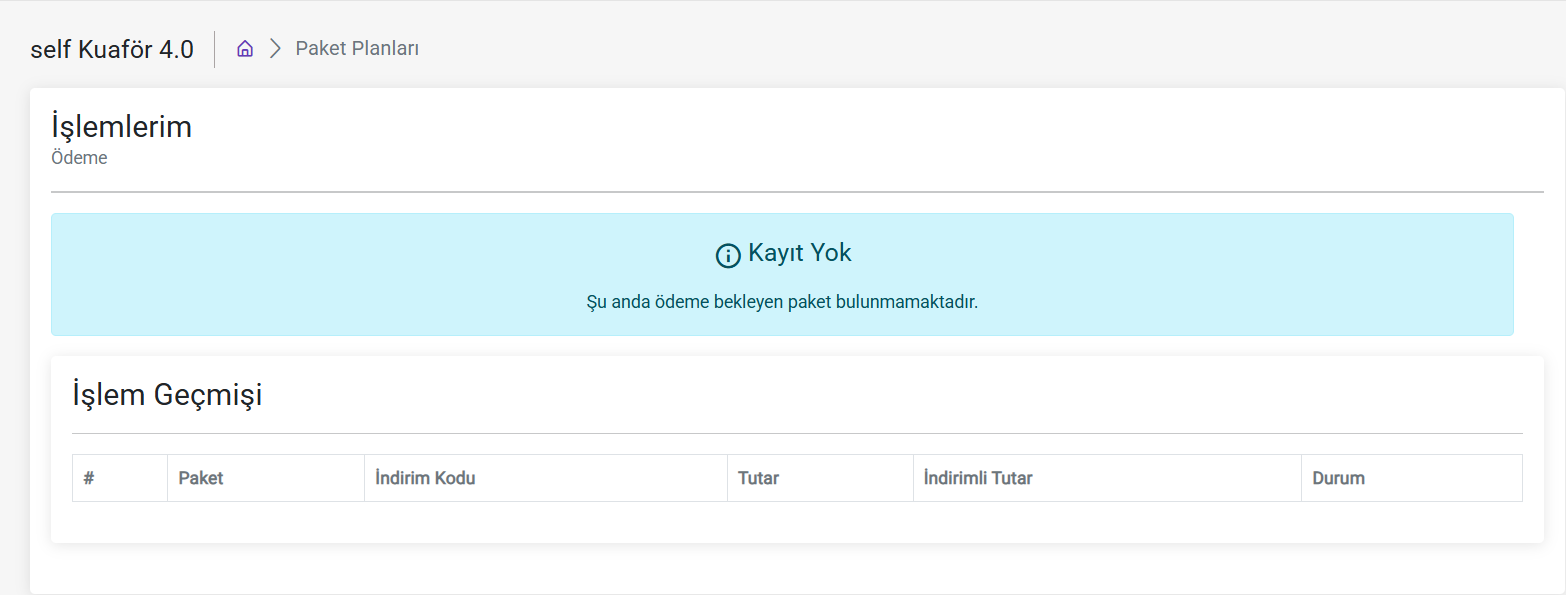 self Kuaför 4.0
Paket Planları
İşlemlerim
Ödeme
Kayıt Yok
Şu anda ödeme bekleyen paket bulunmamaktadır.
İşlem Geçmişi
# Paket İndirim Kodu Tutar İndirimli Tutar Durum